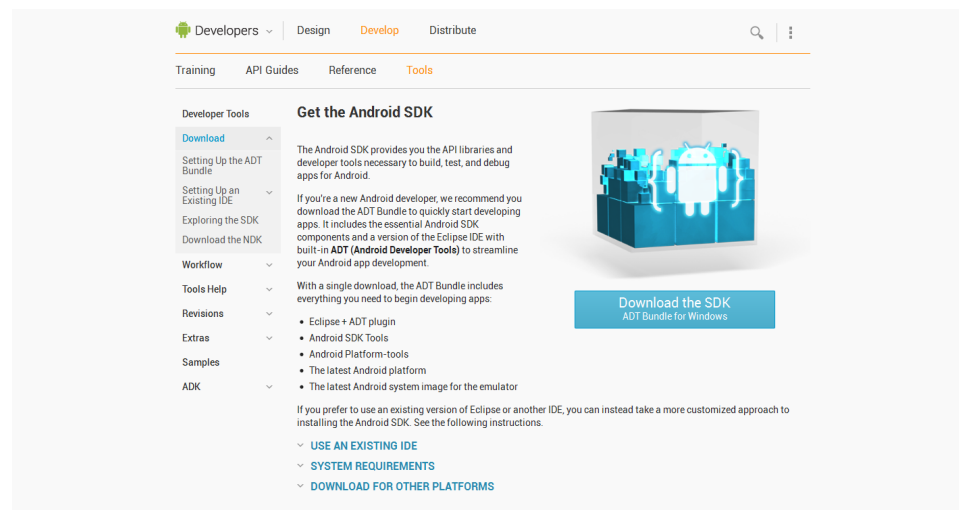 Developers
Design
Develop
Distribute
Training
API Guides
Reference
Tools
Developer Tools
Download
Setting Up the ADT
Bundle
Setting Up an
Existing IDE
Exploring the SDK
Download the NDK
Workflow
Tools Help
Revisions
Extras
Samples
ADK
Get the Android SDK
The Android SDK provides you the API libraries and
developer tools necessary to build, test, and debug
apps for Android.
If you're a new Android developer, we recommend you
download the ADT Bundle to quickly start developing
apps. It includes the essential Android SDK
components and a version of the Eclipse IDE with
built-in ADT (Android Developer Tools) to streamline
your Android app development.
With a single download, the ADT Bundle includes
everything you need to begin developing apps:
• Eclipse + ADT plugin
• Android SDK Tools
• Android Platform-tools
• The latest Android platform
• The latest Android system image for the emulator
Download the SDK
ADT Bundle for Windows
If you prefer to use an existing version of Eclipse or another IDE, you can instead take a more customized approach to
installing the Android SDK. See the following instructions.
USE AN EXISTING IDE
SYSTEM REQUIREMENTS
DOWNLOAD FOR OTHER PLATFORMS